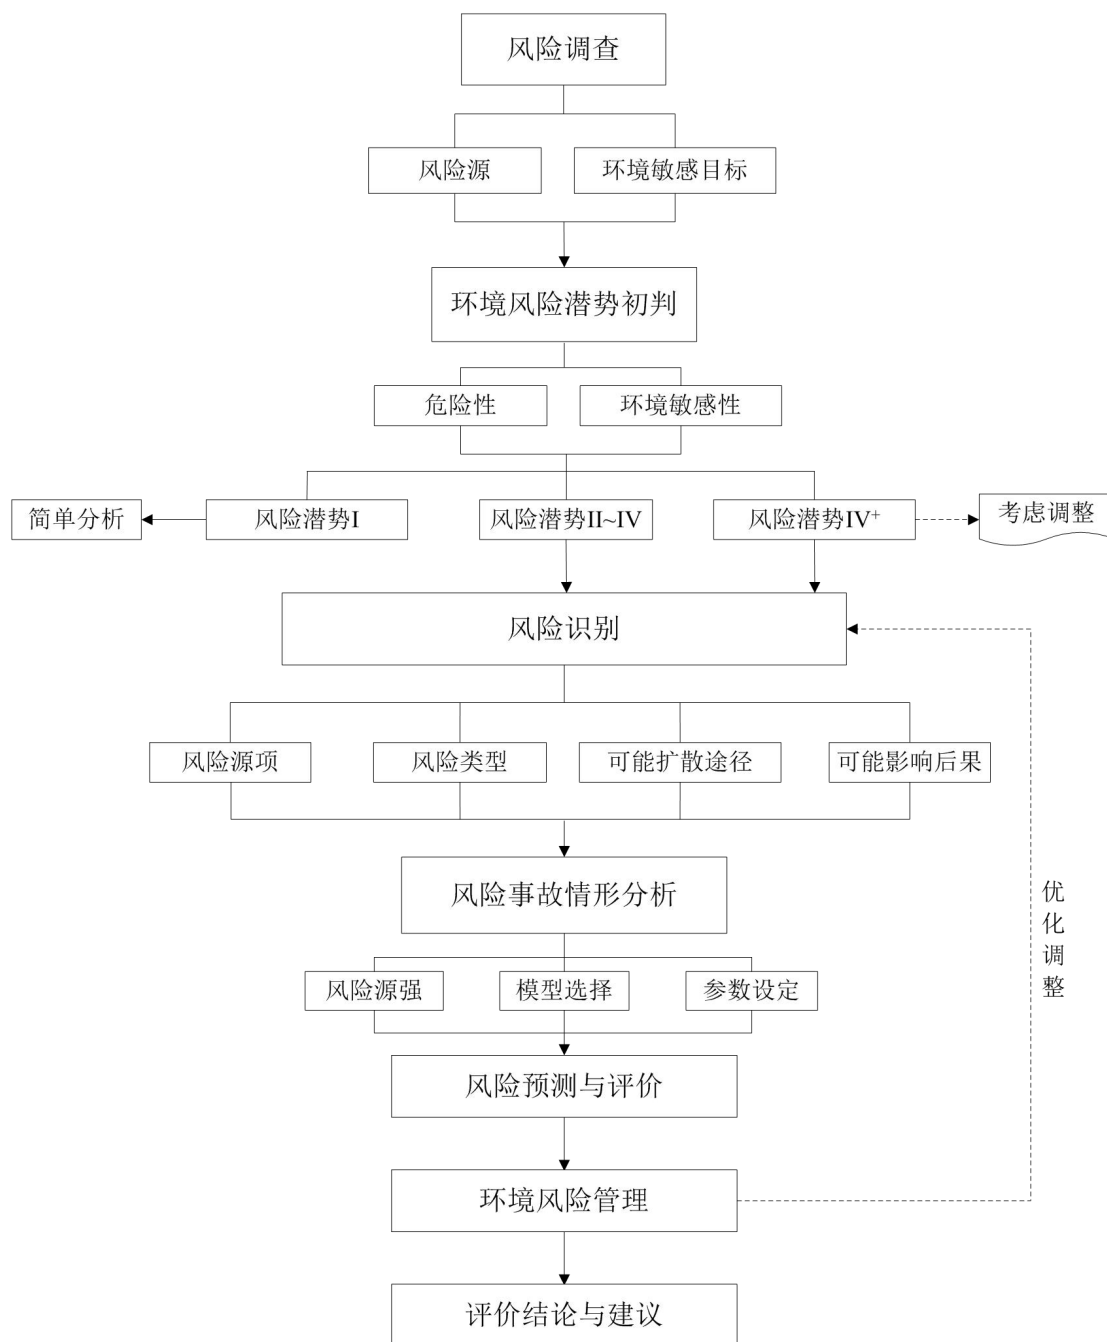 风险调查
风险源
环境敏感目标
环境风险潜势初判
危险性
环境敏感性
简单分析
风险潜势I
风险潜势II~IV
风险潜势IV⁺
考虑调整
风险识别
风险源项
风险类型
可能扩散途径
可能影响后果
风险事故情形分析
优化调整
风险源强
模型选择
参数设定
风险预测与评价
环境风险管理
评价结论与建议